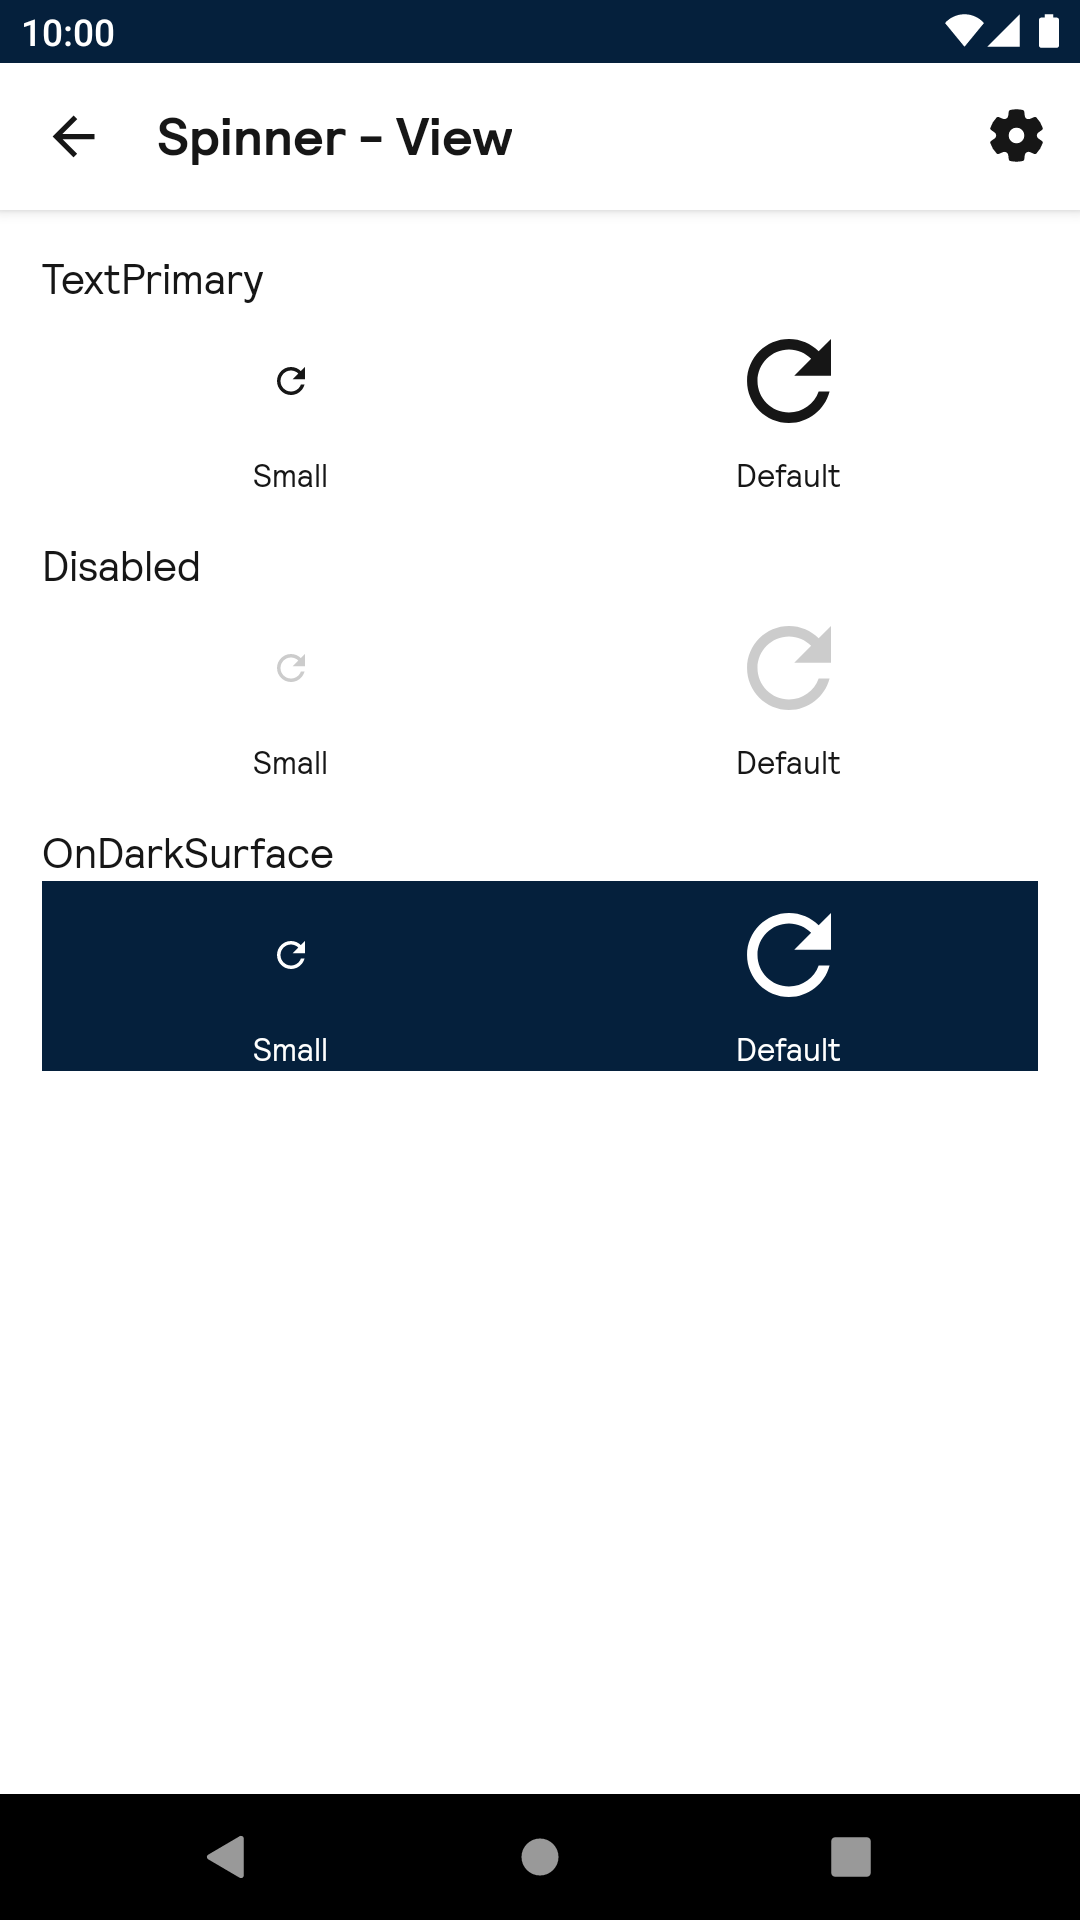 10:00
Spinner - View
TextPrimary
Small Default
Disabled
Small Default
OnDarkSurface
Small Default